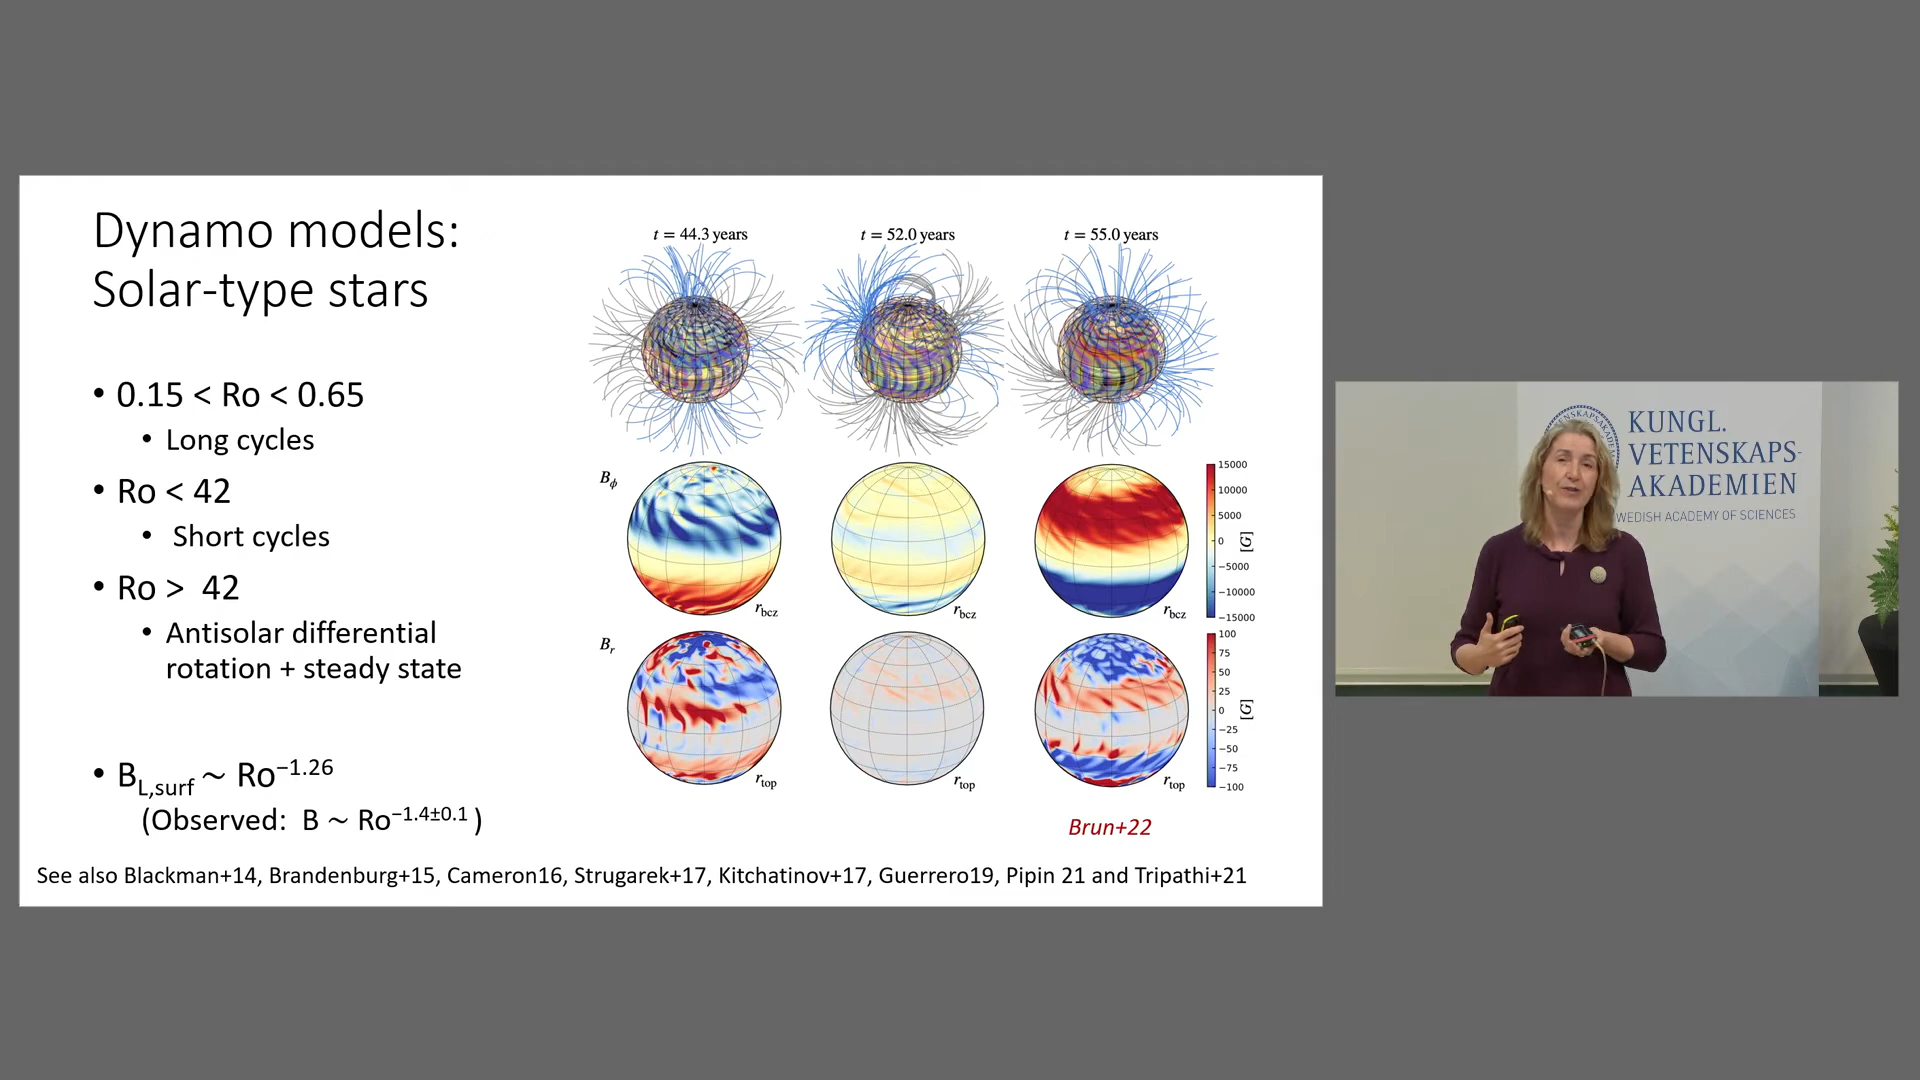 Dynamo models:
Solar-type stars
• 0.15 < Ro < 0.65
• Long cycles
• Ro < 42
• Short cycles
• Ro > 42
• Antisolar differential
rotation + steady state
• B_L,surf ~ Ro^−1.26
(Observed: B ~ Ro^−1.4±0.1 )
See also Blackman+14, Brandenburg+15, Cameron16, Strugarek+17, Kitchatinov+17, Guerrero19, Pipin 21 and Tripathi+21
t = 44.3 years
t = 52.0 years
t = 55.0 years
B_ϕ
r_bcz
r_bcz
r_bcz
15000
10000
5000
0
−5000
−10000
−15000
[G]
B_r
r_top
r_top
r_top
100
75
50
25
0
−25
−50
−75
−100
[G]
Brun+22
KUNGL.
VETENSKAPS-
AKADEMIEN
WEDISH ACADEMY OF SCIENCES